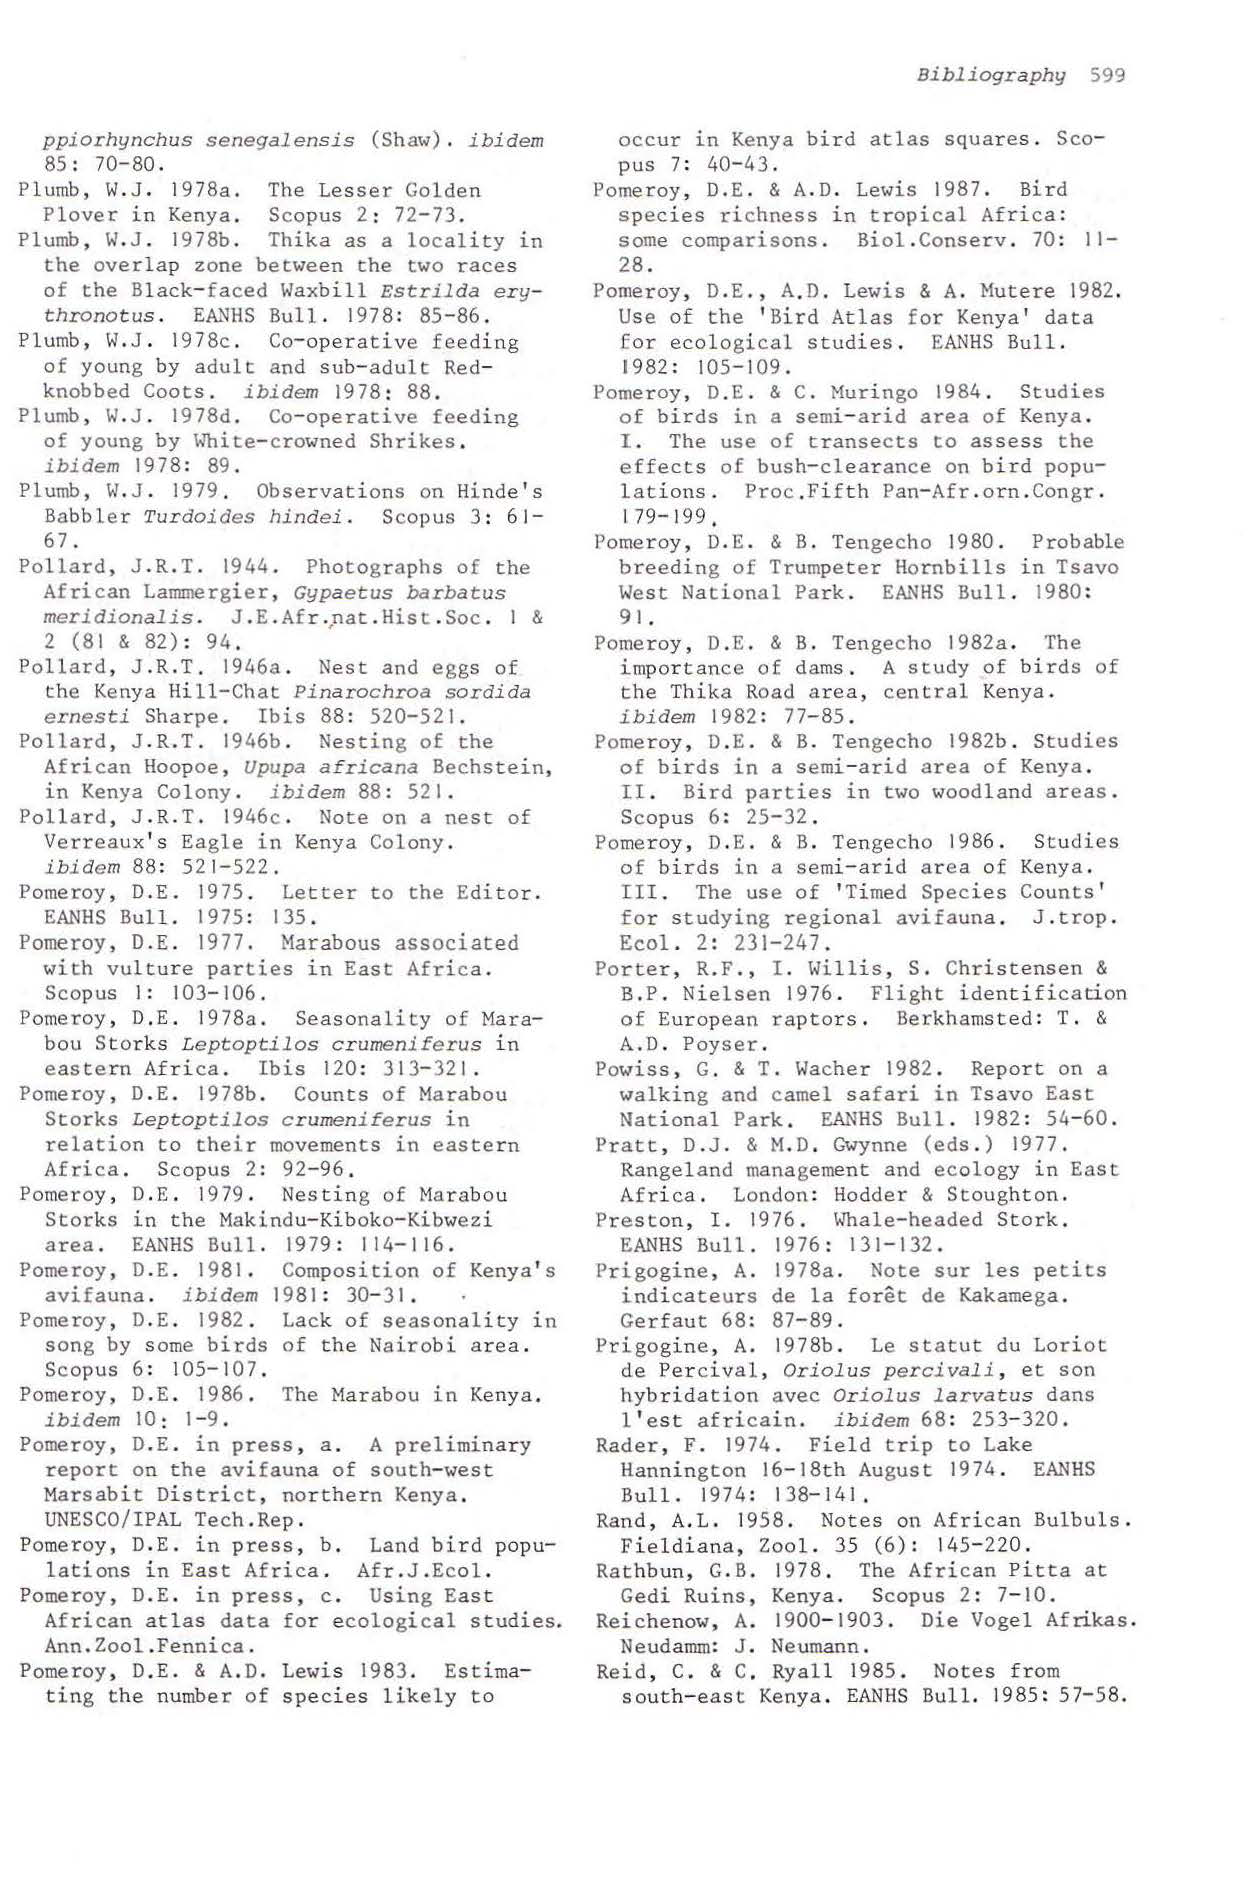 Bibliography 599
ppiorhynchus senegalensis (Shaw). ibidem
85: 70-80.
Plumb, W.J. 1978a. The Lesser Golden
Plover in Kenya. Scopus 2: 72-73.
Plumb, W.J. 1978b. Thika as a locality in
the overlap zone between the two races
of the Black-faced Waxbill Estrilda ery-
thronotus. EANHS Bull. 1978: 85-86.
Plumb, W.J. 1978c. Co-operative feeding
of young by adult and sub-adult Red-
knobbed Coots. ibidem 1978: 88.
Plumb, W.J. 1978d. Co-operative feeding
of young by White-crowned Shrikes.
ibidem 1978: 89.
Plumb, W.J. 1979. Observations on Hinde's
Babbler Turdoides hindei. Scopus 3: 61-
67.
Pollard, J.R.T. 1944. Photographs of the
African Lammergier, Gypaetus barbatus
meridionalis. J.E.Afr.nat.Hist.Soc. 1 &
2 (81 & 82): 94.
Pollard, J.R.T. 1946a. Nest and eggs of
the Kenya Hill-Chat Pinarochroa sordida
ernesti Sharpe. Ibis 88: 520-521.
Pollard, J.R.T. 1946b. Nesting of the
African Hoopoe, Upupa africana Bechstein,
in Kenya Colony. ibidem 88: 521.
Pollard, J.R.T. 1946c. Note on a nest of
Verreaux's Eagle in Kenya Colony.
ibidem 88: 521-522.
Pomeroy, D.E. 1975. Letter to the Editor.
EANHS Bull. 1975: 135.
Pomeroy, D.E. 1977. Marabous associated
with vulture parties in East Africa.
Scopus 1: 103-106.
Pomeroy, D.E. 1978a. Seasonality of Mara-
bou Storks Leptoptilos crumeniferus in
eastern Africa. Ibis 120: 313-321.
Pomeroy, D.E. 1978b. Counts of Marabou
Storks Leptoptilos crumeniferus in
relation to their movements in eastern
Africa. Scopus 2: 92-96.
Pomeroy, D.E. 1979. Nesting of Marabou
Storks in the Makindu-Kiboko-Kibwezi
area. EANHS Bull. 1979: 114-116.
Pomeroy, D.E. 1981. Composition of Kenya's
avifauna. ibidem 1981: 30-31.
Pomeroy, D.E. 1982. Lack of seasonality in
song by some birds of the Nairobi area.
Scopus 6: 105-107.
Pomeroy, D.E. 1986. The Marabou in Kenya.
ibidem 10: 1-9.
Pomeroy, D.E. in press, a. A preliminary
report on the avifauna of south-west
Marsabit District, northern Kenya.
UNESCO/IPAL Tech.Rep.
Pomeroy, D.E. in press, b. Land bird popu-
lations in East Africa. Afr.J.Ecol.
Pomeroy, D.E. in press, c. Using East
African atlas data for ecological studies.
Ann.Zool.Fennica.
Pomeroy, D.E. & A.D. Lewis 1983. Estima-
ting the number of species likely to
occur in Kenya bird atlas squares. Sco-
pus 7: 40-43.
Pomeroy, D.E. & A.D. Lewis 1987. Bird
species richness in tropical Africa:
some comparisons. Biol.Conserv. 70: 11-
28.
Pomeroy, D.E., A.D. Lewis & A. Mutere 1982.
Use of the 'Bird Atlas for Kenya' data
for ecological studies. EANHS Bull.
1982: 105-109.
Pomeroy, D.E. & C. Muringo 1984. Studies
of birds in a semi-arid area of Kenya.
I. The use of transects to assess the
effects of bush-clearance on bird popu-
lations. Proc.Fifth Pan-Afr.orn.Congr.
179-199.
Pomeroy, D.E. & B. Tengecho 1980. Probable
breeding of Trumpeter Hornbills in Tsavo
West National Park. EANHS Bull. 1980:
91.
Pomeroy, D.E. & B. Tengecho 1982a. The
importance of dams. A study of birds of
the Thika Road area, central Kenya.
ibidem 1982: 77-85.
Pomeroy, D.E. & B. Tengecho 1982b. Studies
of birds in a semi-arid area of Kenya.
II. Bird parties in two woodland areas.
Scopus 6: 25-32.
Pomeroy, D.E. & B. Tengecho 1986. Studies
of birds in a semi-arid area of Kenya.
III. The use of 'Timed Species Counts'
for studying regional avifauna. J.trop.
Ecol. 2: 231-247.
Porter, R.F., I. Willis, S. Christensen &
B.P. Nielsen 1976. Flight identification
of European raptors. Berkhamsted: T. &
A.D. Poyser.
Powiss, G. & T. Wacher 1982. Report on a
walking and camel safari in Tsavo East
National Park. EANHS Bull. 1982: 54-60.
Pratt, D.J. & M.D. Gwynne (eds.) 1977.
Rangeland management and ecology in East
Africa. London: Hodder & Stoughton.
Preston, I. 1976. Whale-headed Stork.
EANHS Bull. 1976: 131-132.
Prigogine, A. 1978a. Note sur les petits
indicateurs de la forêt de Kakamega.
Gerfaut 68: 87-89.
Prigogine, A. 1978b. Le statut du Loriot
de Percival, Oriolus percivali, et son
hybridation avec Oriolus larvatus dans
l'est africain. ibidem 68: 253-320.
Rader, F. 1974. Field trip to Lake
Hannington 16-18th August 1974. EANHS
Bull. 1974: 138-141.
Rand, A.L. 1958. Notes on African Bulbuls.
Fieldiana, Zool. 35 (6): 145-220.
Rathbun, G.B. 1978. The African Pitta at
Gedi Ruins, Kenya. Scopus 2: 7-10.
Reichenow, A. 1900-1903. Die Vogel Afrikas.
Neudamm: J. Neumann.
Reid, C. & C. Ryall 1985. Notes from
south-east Kenya. EANHS Bull. 1985: 57-58.